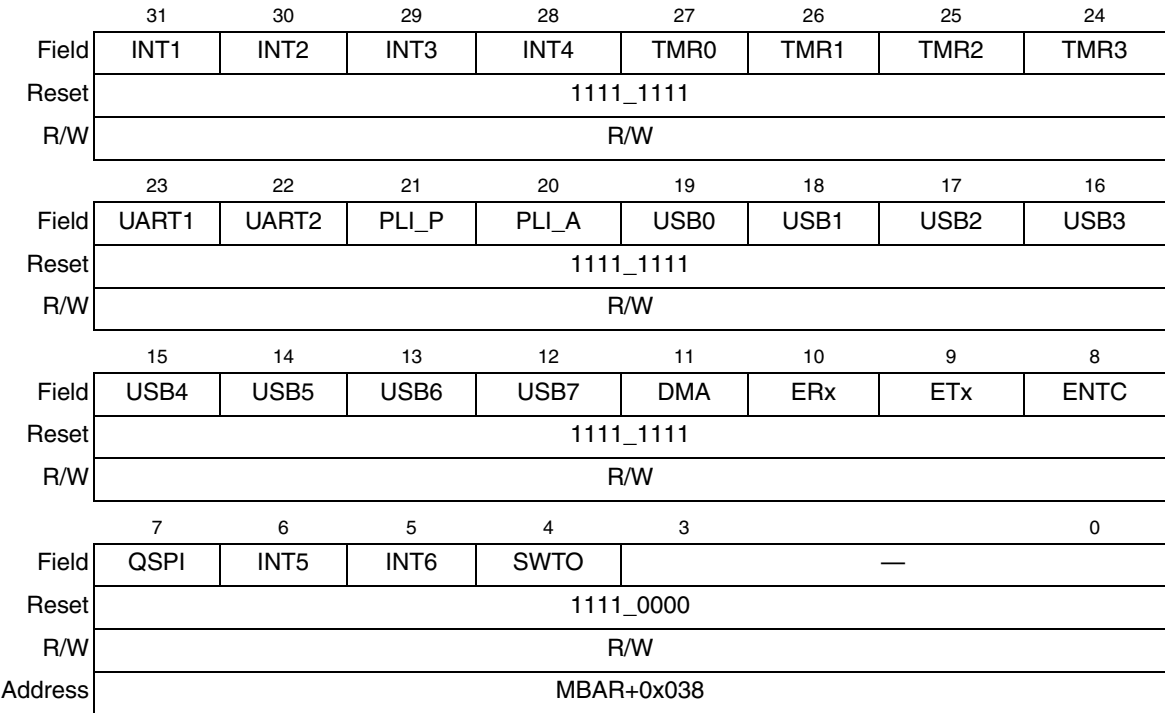 31 30 29 28 27 26 25 24
Field INT1 INT2 INT3 INT4 TMR0 TMR1 TMR2 TMR3
Reset 1111_1111
R/W R/W
23 22 21 20 19 18 17 16
Field UART1 UART2 PLI_P PLI_A USB0 USB1 USB2 USB3
Reset 1111_1111
R/W R/W
15 14 13 12 11 10 9 8
Field USB4 USB5 USB6 USB7 DMA ERx ETx ENTC
Reset 1111_1111
R/W R/W
7 6 5 4 3 0
Field QSPI INT5 INT6 SWTO —
Reset 1111_0000
R/W R/W
Address MBAR+0x038